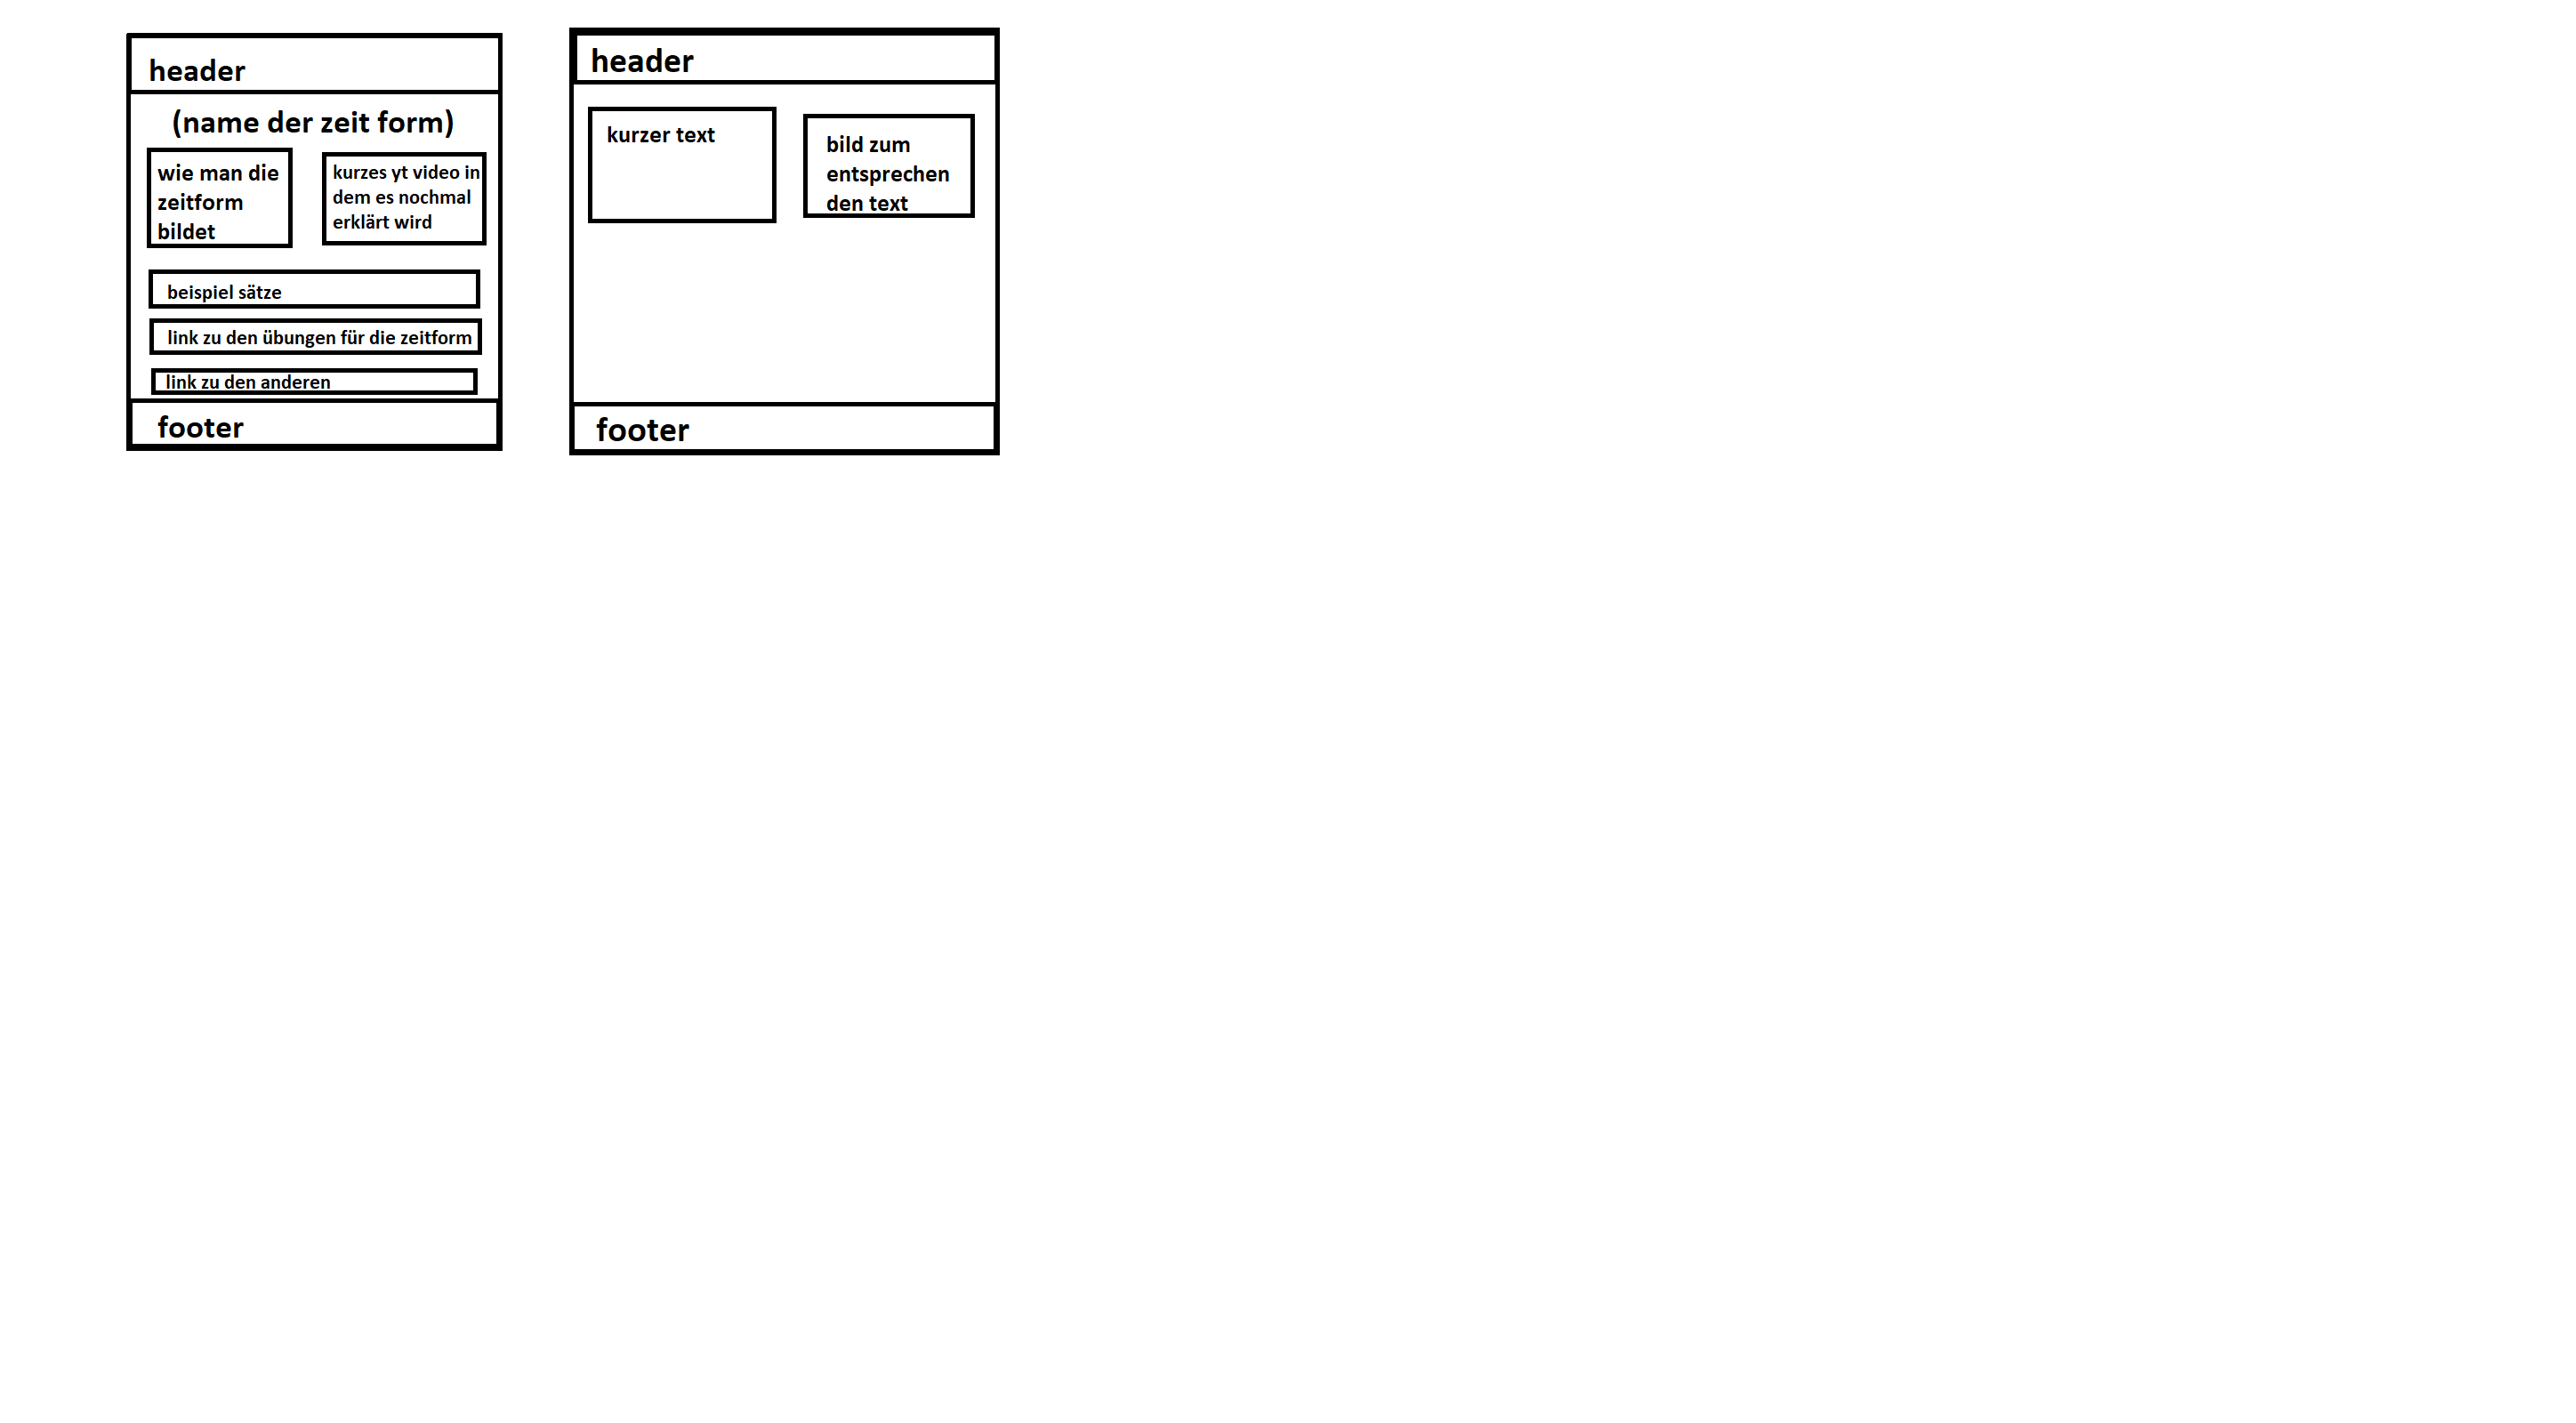 header
(name der zeit form)
wie man die
zeitform
bildet
kurzes yt video in
dem es nochmal
erklärt wird
beispiel sätze
link zu den übungen für die zeitform
link zu den anderen
footer
header
kurzer text
bild zum
entsprechen
den text
footer